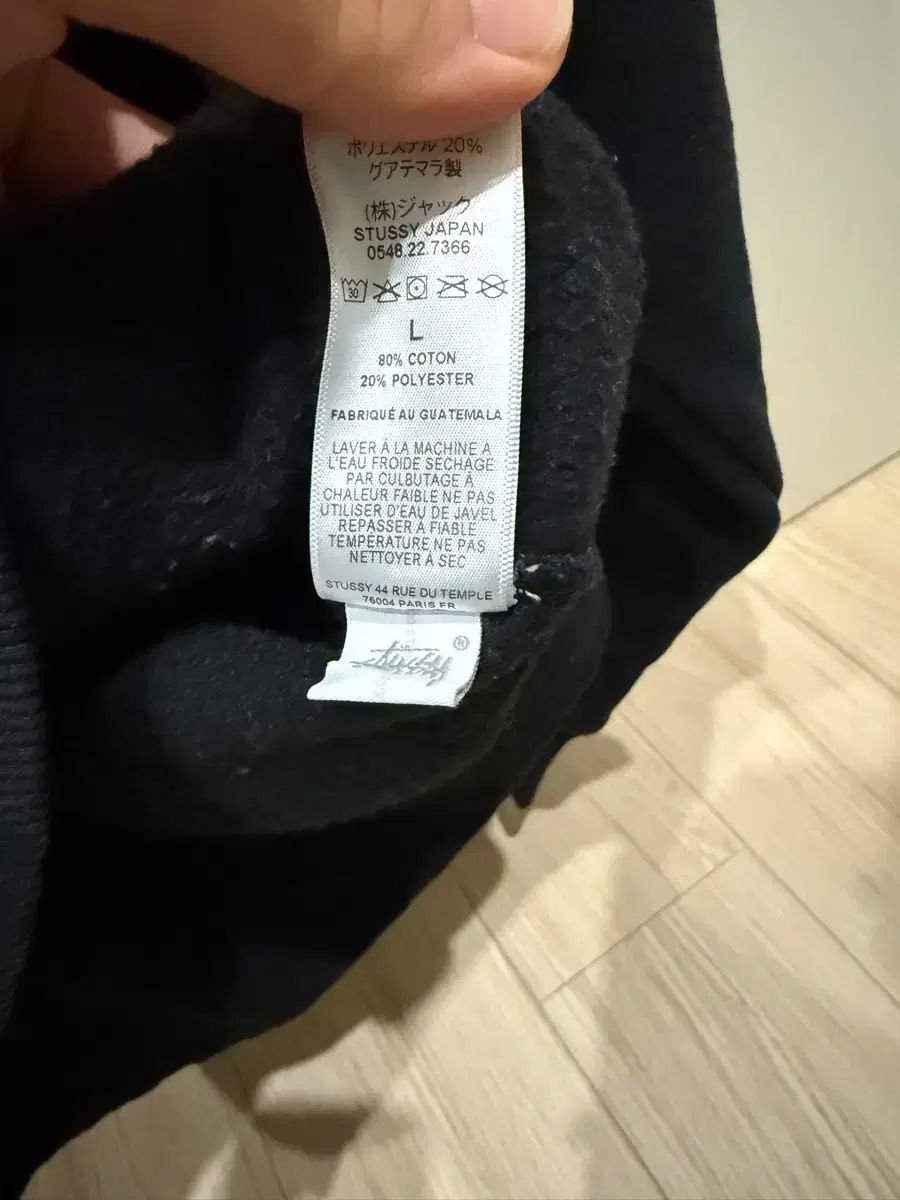 ポリエステル 20%
グアテマラ製
(株)ジャック
STUSSY JAPAN
0548.22.7366
30
L
80% COTON
20% POLYESTER
FABRIQUÉ AU GUATEMALA
LAVER À LA MACHINE A
L'EAU FROIDE SECHAGE
PAR CULBUTAGE À
CHALEUR FAIBLE NE PAS
UTILISER D'EAU DE JAVEL
REPASSER À FIABLE
TEMPERATURE NE PAS
NETTOYER À SEC
STUSSY 44 RUE DU TEMPLE
75004 PARIS FR
Stüssy ®